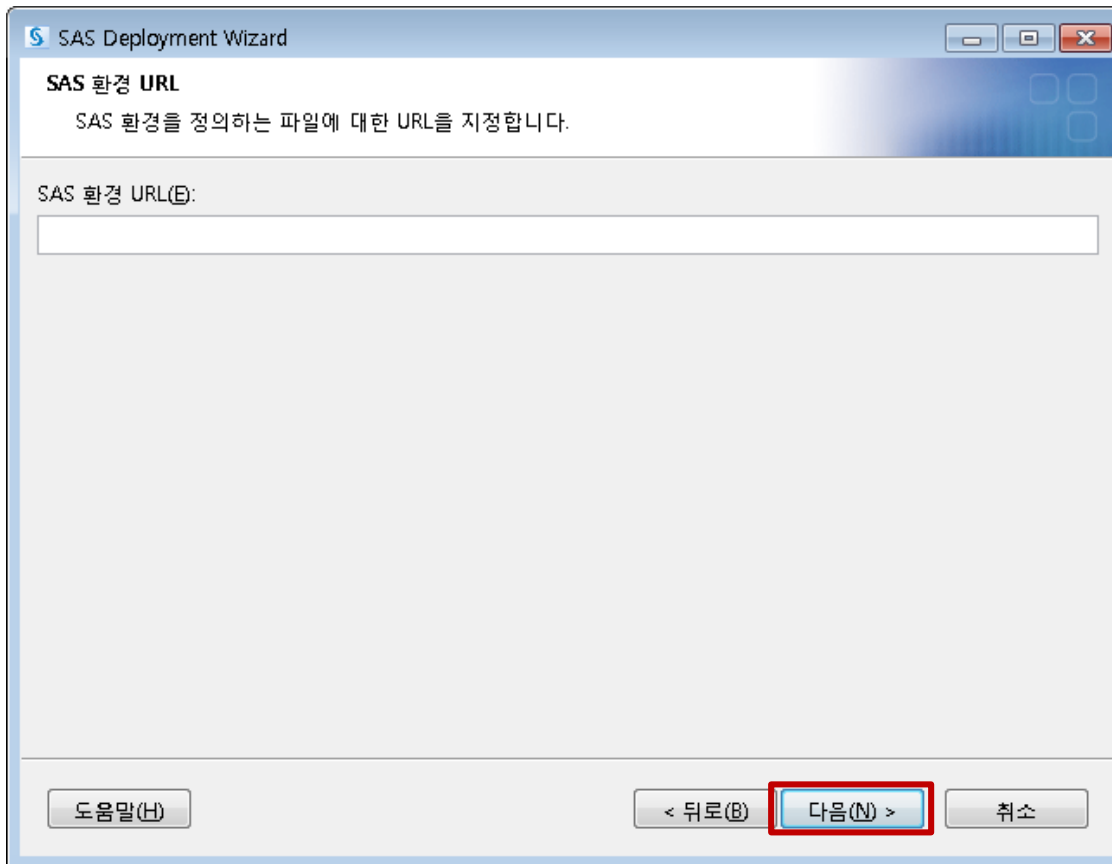 SAS Deployment Wizard
SAS 환경 URL
SAS 환경을 정의하는 파일에 대한 URL을 지정합니다.
SAS 환경 URL(E):
도움말(H)
< 뒤로(B)
다음(N) >
취소